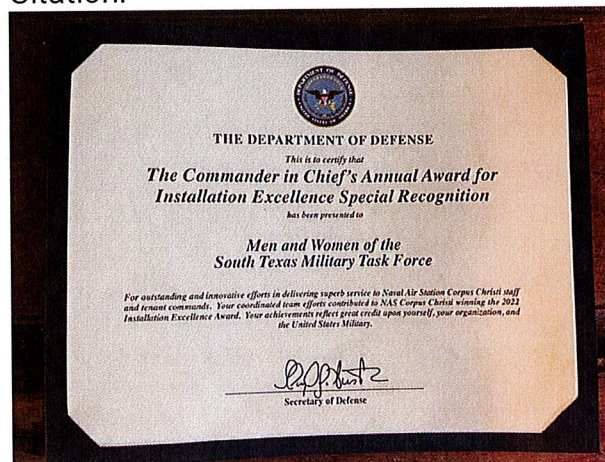 Citation:
DEPARTMENT OF DEFENSE
THE DEPARTMENT OF DEFENSE
This is to certify that
The Commander in Chief's Annual Award for
Installation Excellence Special Recognition
has been presented to
Men and Women of the
South Texas Military Task Force
For outstanding and innovative efforts in delivering superb service to Naval Air Station Corpus Christi staff
and tenant commands. Your coordinated team efforts contributed to NAS Corpus Christi winning the 2022
Installation Excellence Award. Your achievements reflect great credit upon yourself, your organization, and
the United States Military.
Secretary of Defense